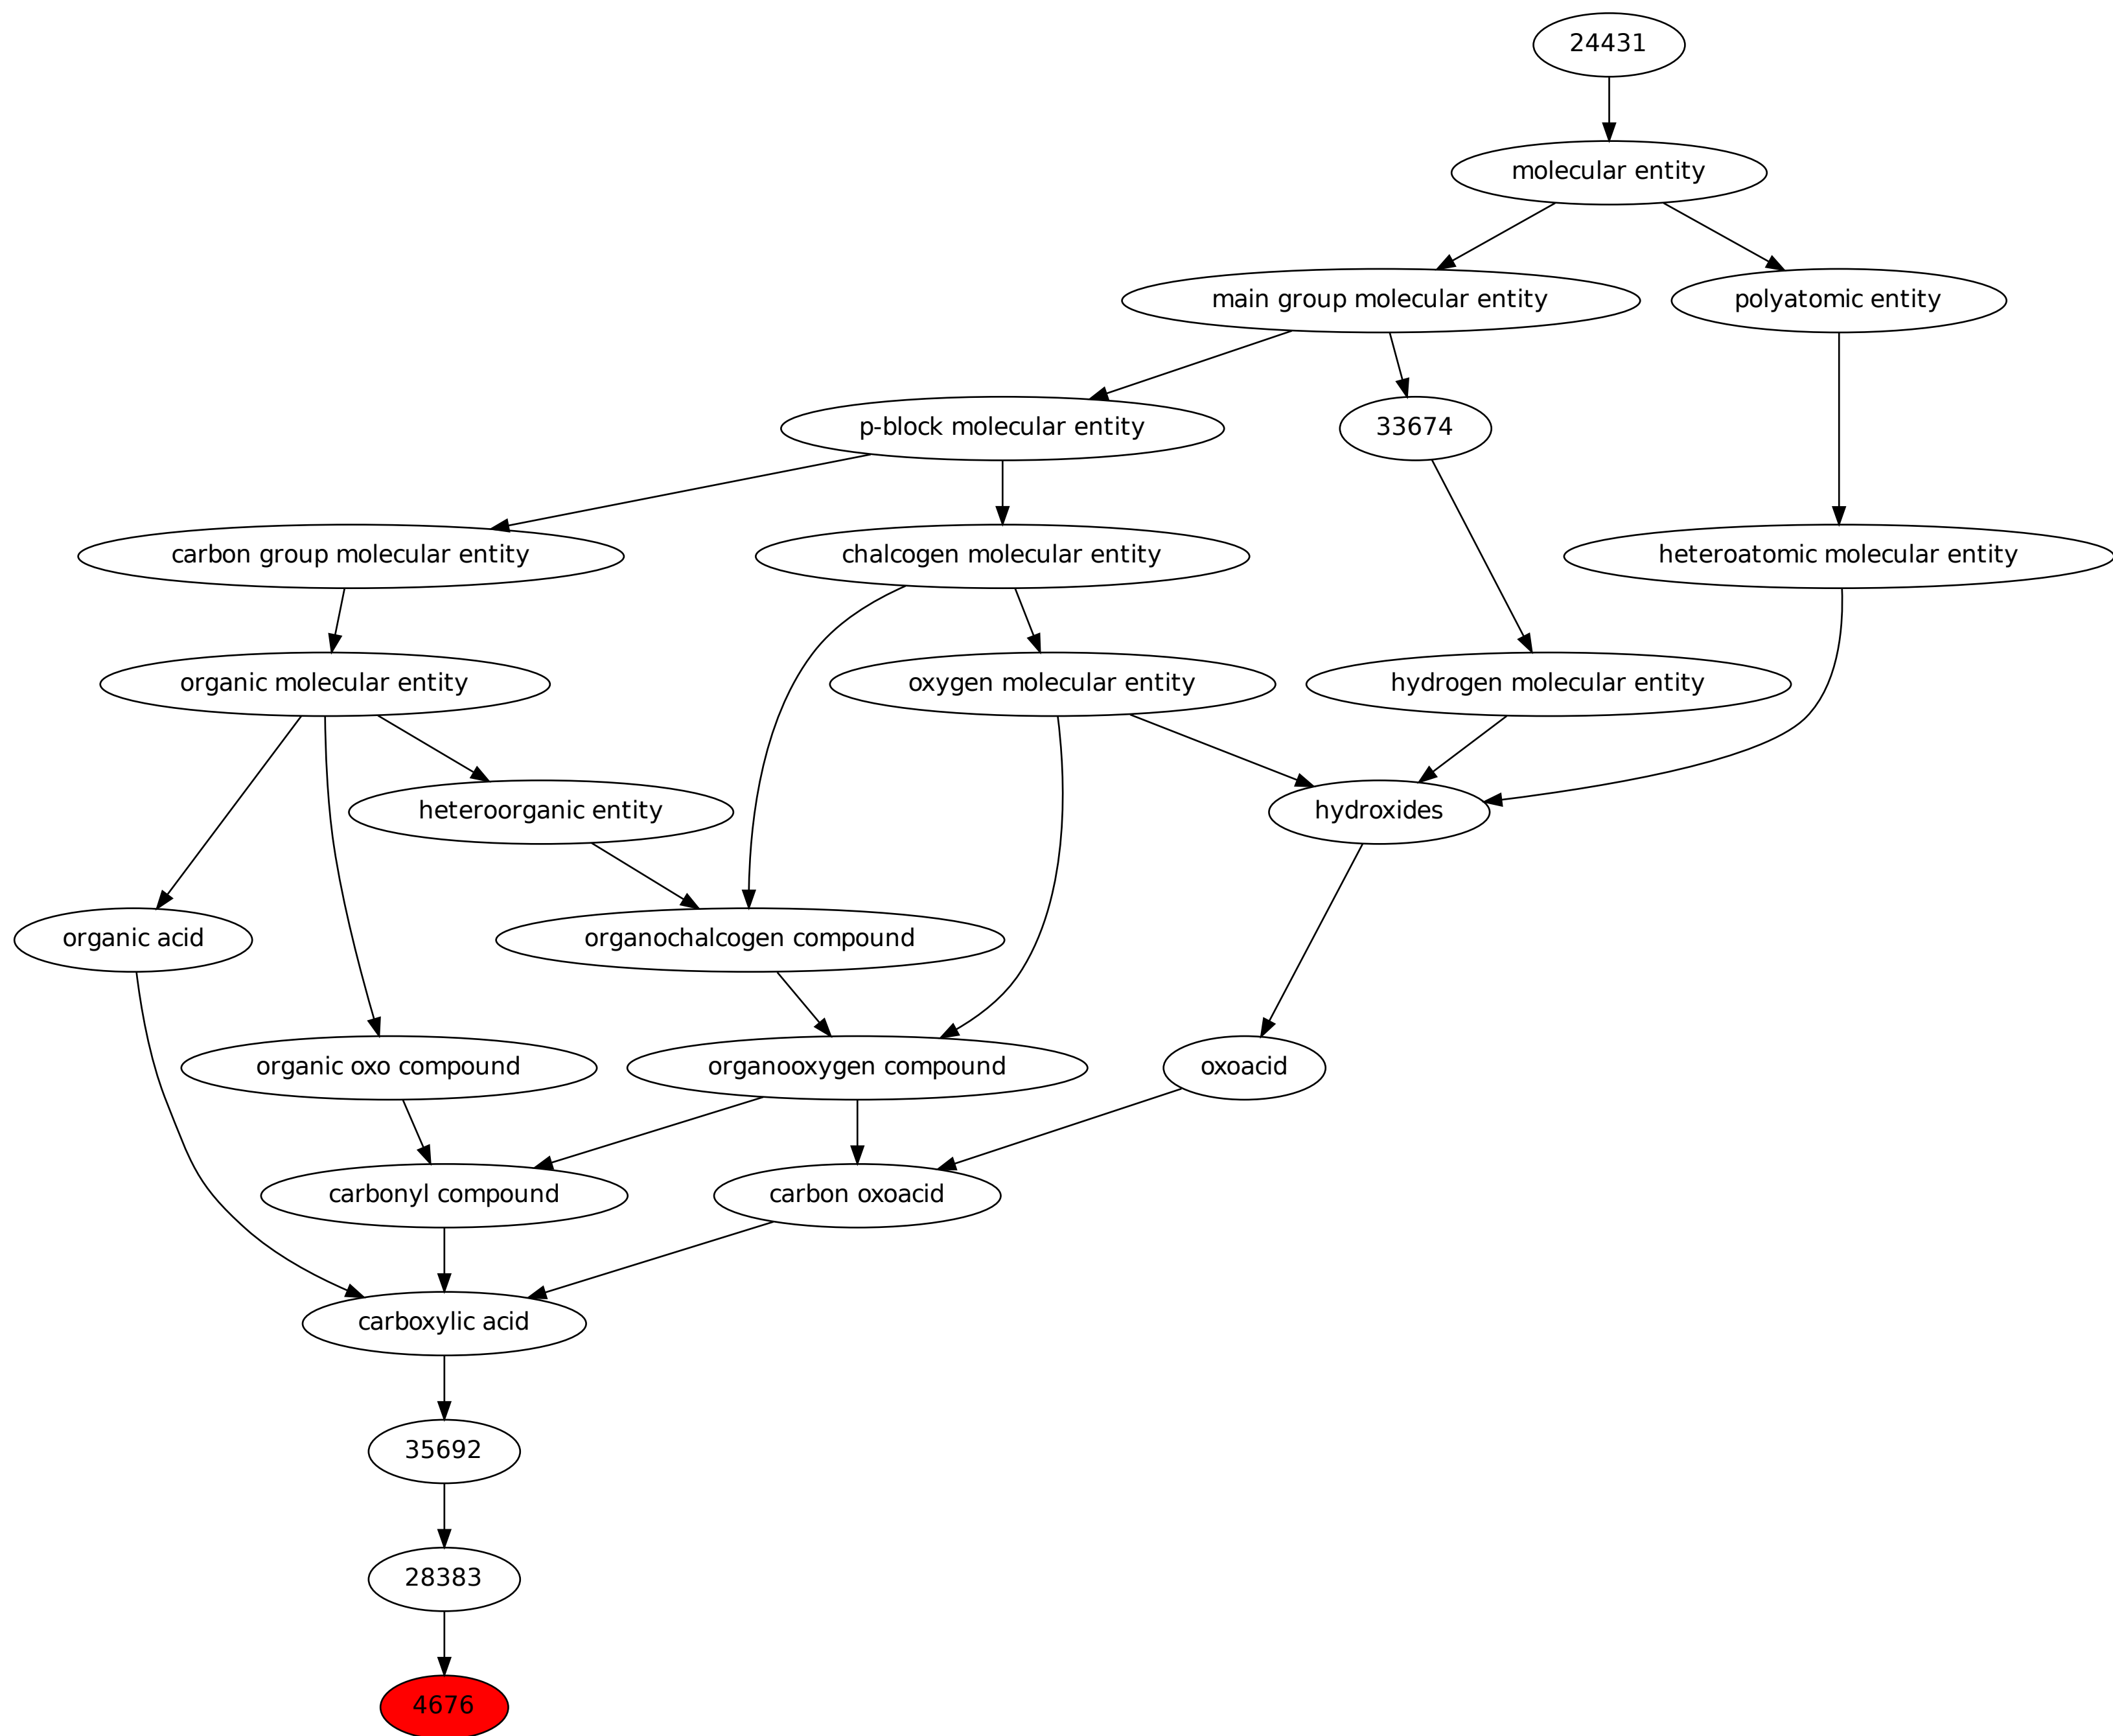 24431
molecular entity
main group molecular entity
polyatomic entity
p-block molecular entity
33674
carbon group molecular entity
chalcogen molecular entity
heteroatomic molecular entity
organic molecular entity
oxygen molecular entity
hydrogen molecular entity
heteroorganic entity
hydroxides
organic acid
organochalcogen compound
organic oxo compound
organooxygen compound
oxoacid
carbonyl compound
carbon oxoacid
carboxylic acid
35692
28383
4676